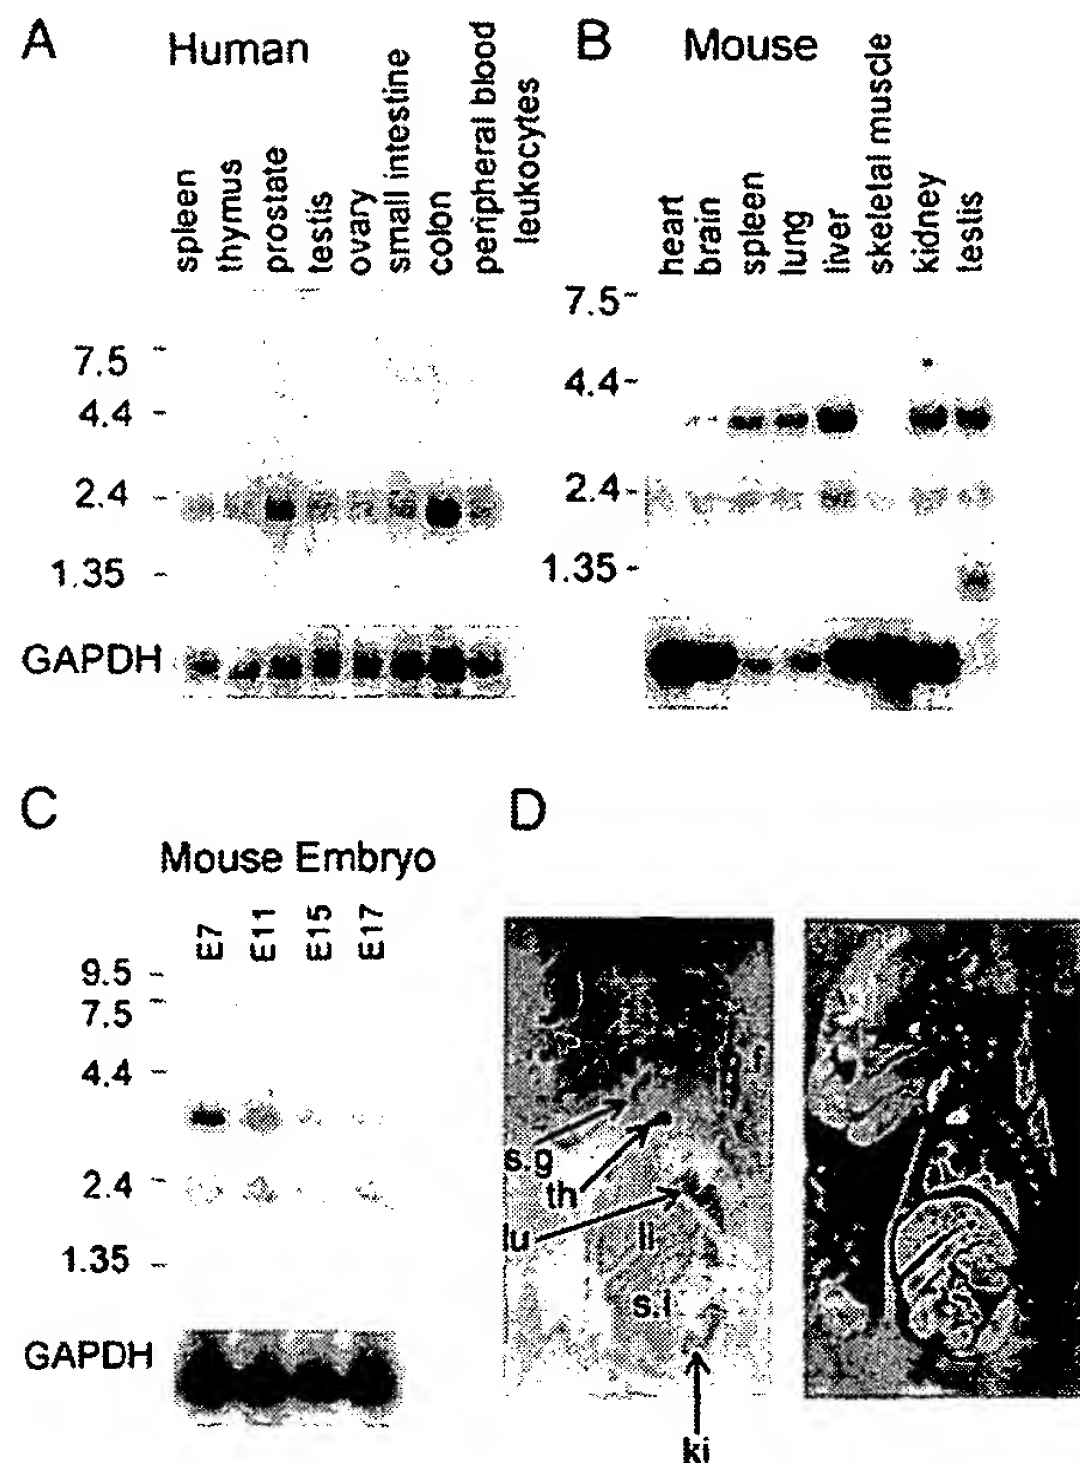 A
Human
spleen
thymus
prostate
testis
ovary
small intestine
colon
peripheral blood
leukocytes
7.5
4.4
2.4
1.35
GAPDH
B
Mouse
heart
brain
spleen
lung
liver
skeletal muscle
kidney
testis
7.5
4.4
2.4
1.35
C
Mouse Embryo
E7
E11
E15
E17
9.5
7.5
4.4
2.4
1.35
GAPDH
D
f
s.g
th
lu
li
s.i
ki